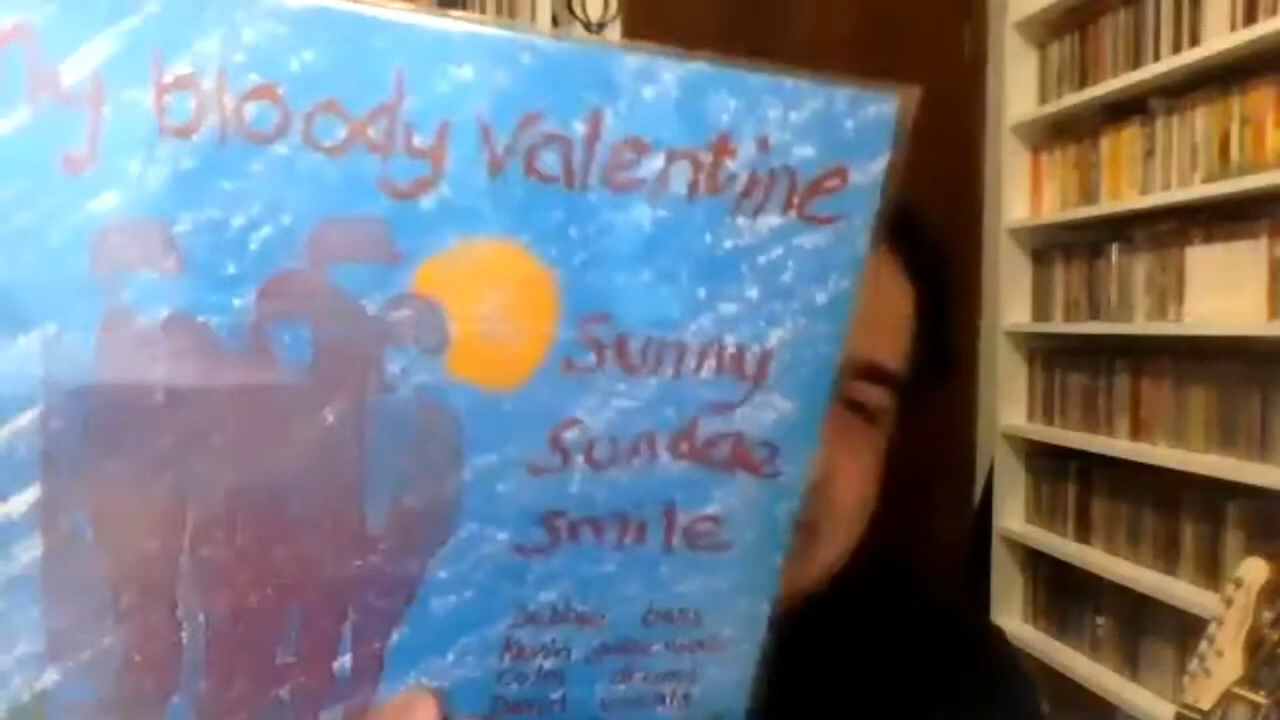 My bloody valentine
Sunny
Sundae
smile
Debbie bass
Kevin
Colm drums
David vocals